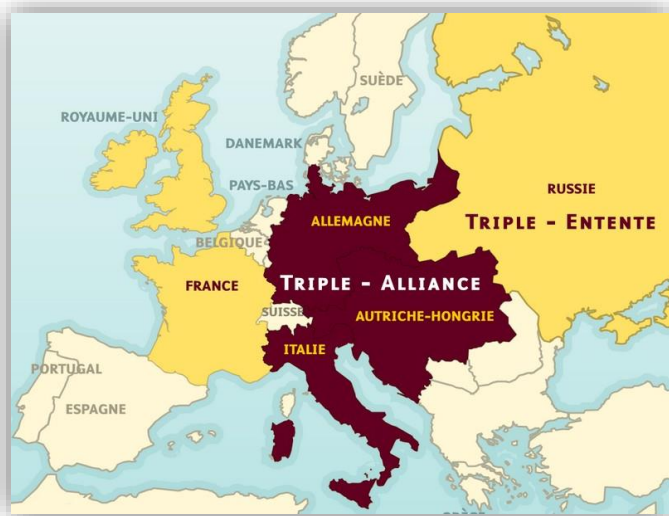 SUÈDE
ROYAUME-UNI
DANEMARK
PAYS-BAS
RUSSIE
ALLEMAGNE
TRIPLE - ENTENTE
BELGIQUE
FRANCE
TRIPLE - ALLIANCE
SUISSE
AUTRICHE-HONGRIE
ITALIE
PORTUGAL
ESPAGNE